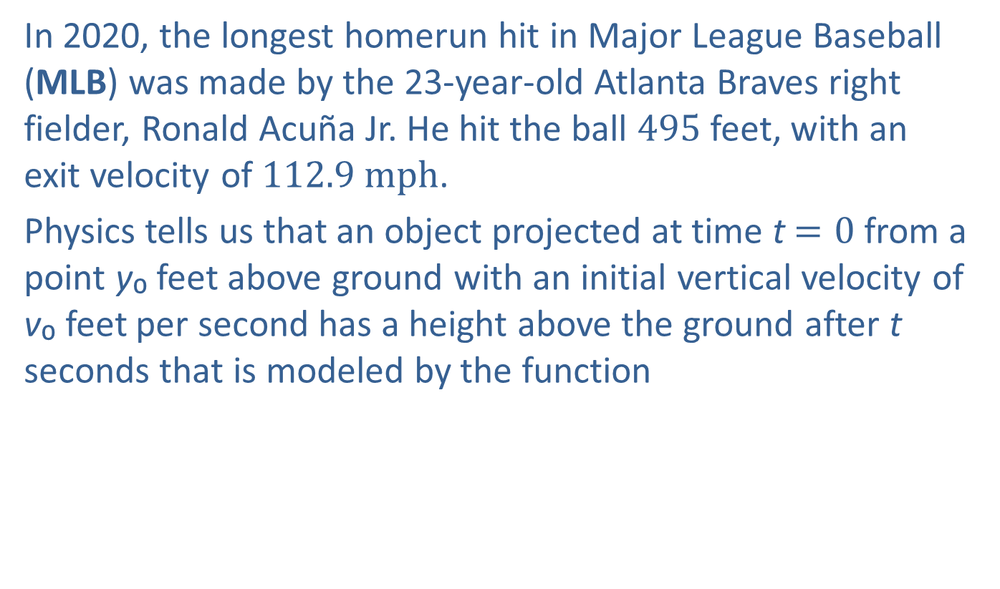 In 2020, the longest homerun hit in Major League Baseball
(MLB) was made by the 23-year-old Atlanta Braves right
fielder, Ronald Acuña Jr. He hit the ball 495 feet, with an
exit velocity of 112.9 mph.
Physics tells us that an object projected at time t = 0 from a
point y₀ feet above ground with an initial vertical velocity of
v₀ feet per second has a height above the ground after t
seconds that is modeled by the function